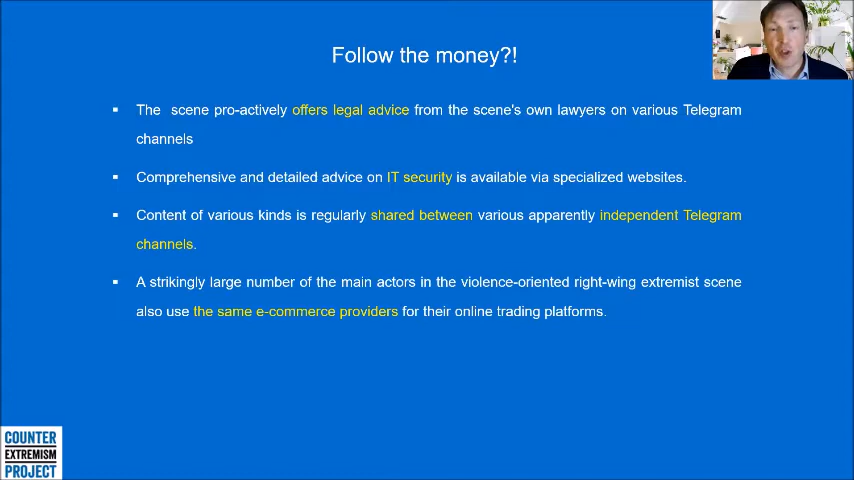 Follow the money?!
▪ The scene pro-actively offers legal advice from the scene's own lawyers on various Telegram
channels
▪ Comprehensive and detailed advice on IT security is available via specialized websites.
▪ Content of various kinds is regularly shared between various apparently independent Telegram
channels.
▪ A strikingly large number of the main actors in the violence-oriented right-wing extremist scene
also use the same e-commerce providers for their online trading platforms.
COUNTER
EXTREMISM
PROJECT